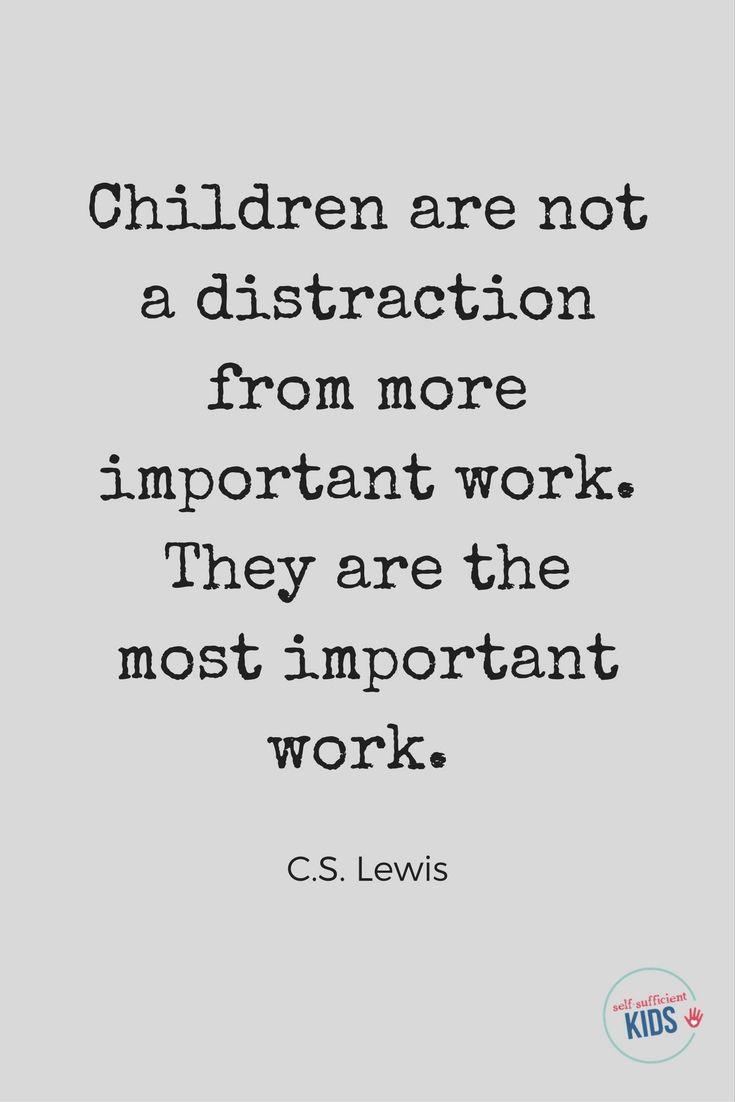 Children are not
a distraction
from more
important work.
They are the
most important
work.
C.S. Lewis
self-sufficient
KIDS